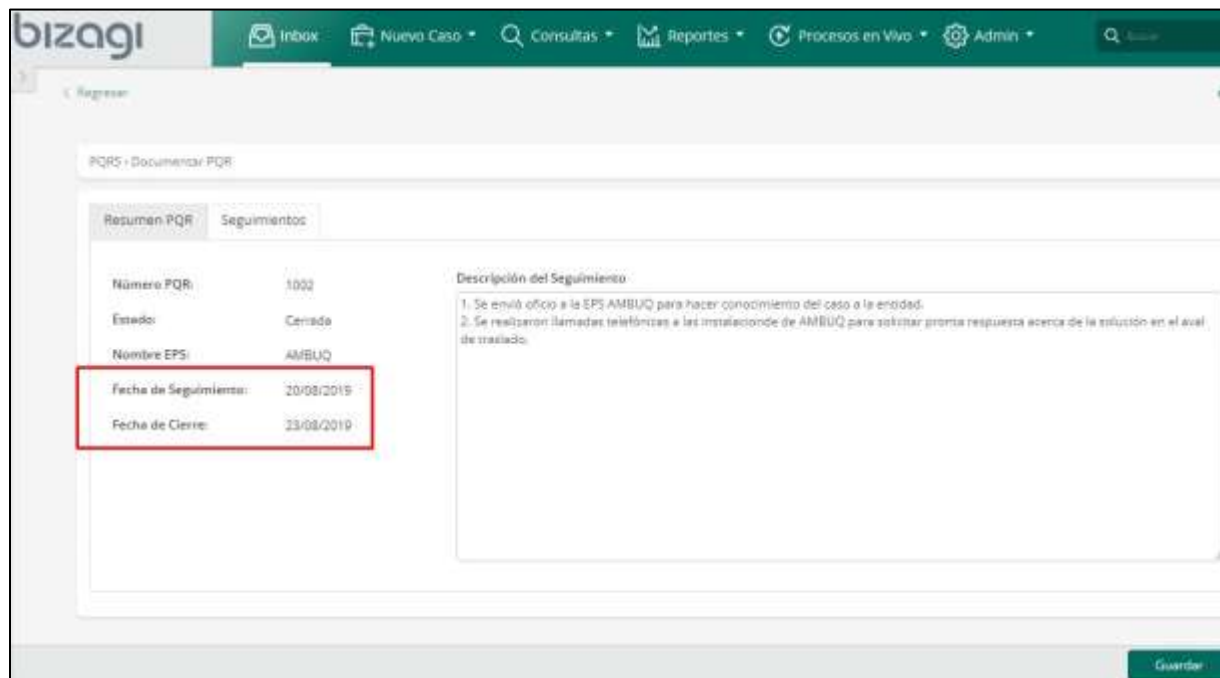 bizagi
Inbox Nuevo Caso Consultas Reportes Procesos en Vivo Admin
Regresar
PQRS › Documentar PQR
Resumen PQR Seguimientos
Número PQR: 1002
Estado: Cerrada
Nombre EPS: AMBUQ
Fecha de Seguimiento: 20/08/2019
Fecha de Cierre: 23/08/2019
Descripción del Seguimiento
1. Se envió oficio a la EPS AMBUQ para hacer conocimiento del caso a la entidad.
2. Se realizaron llamadas telefónicas a las instalacionde de AMBUQ para solicitar pronta respuesta acerca de la solución en el aval
de traslado.
Guardar